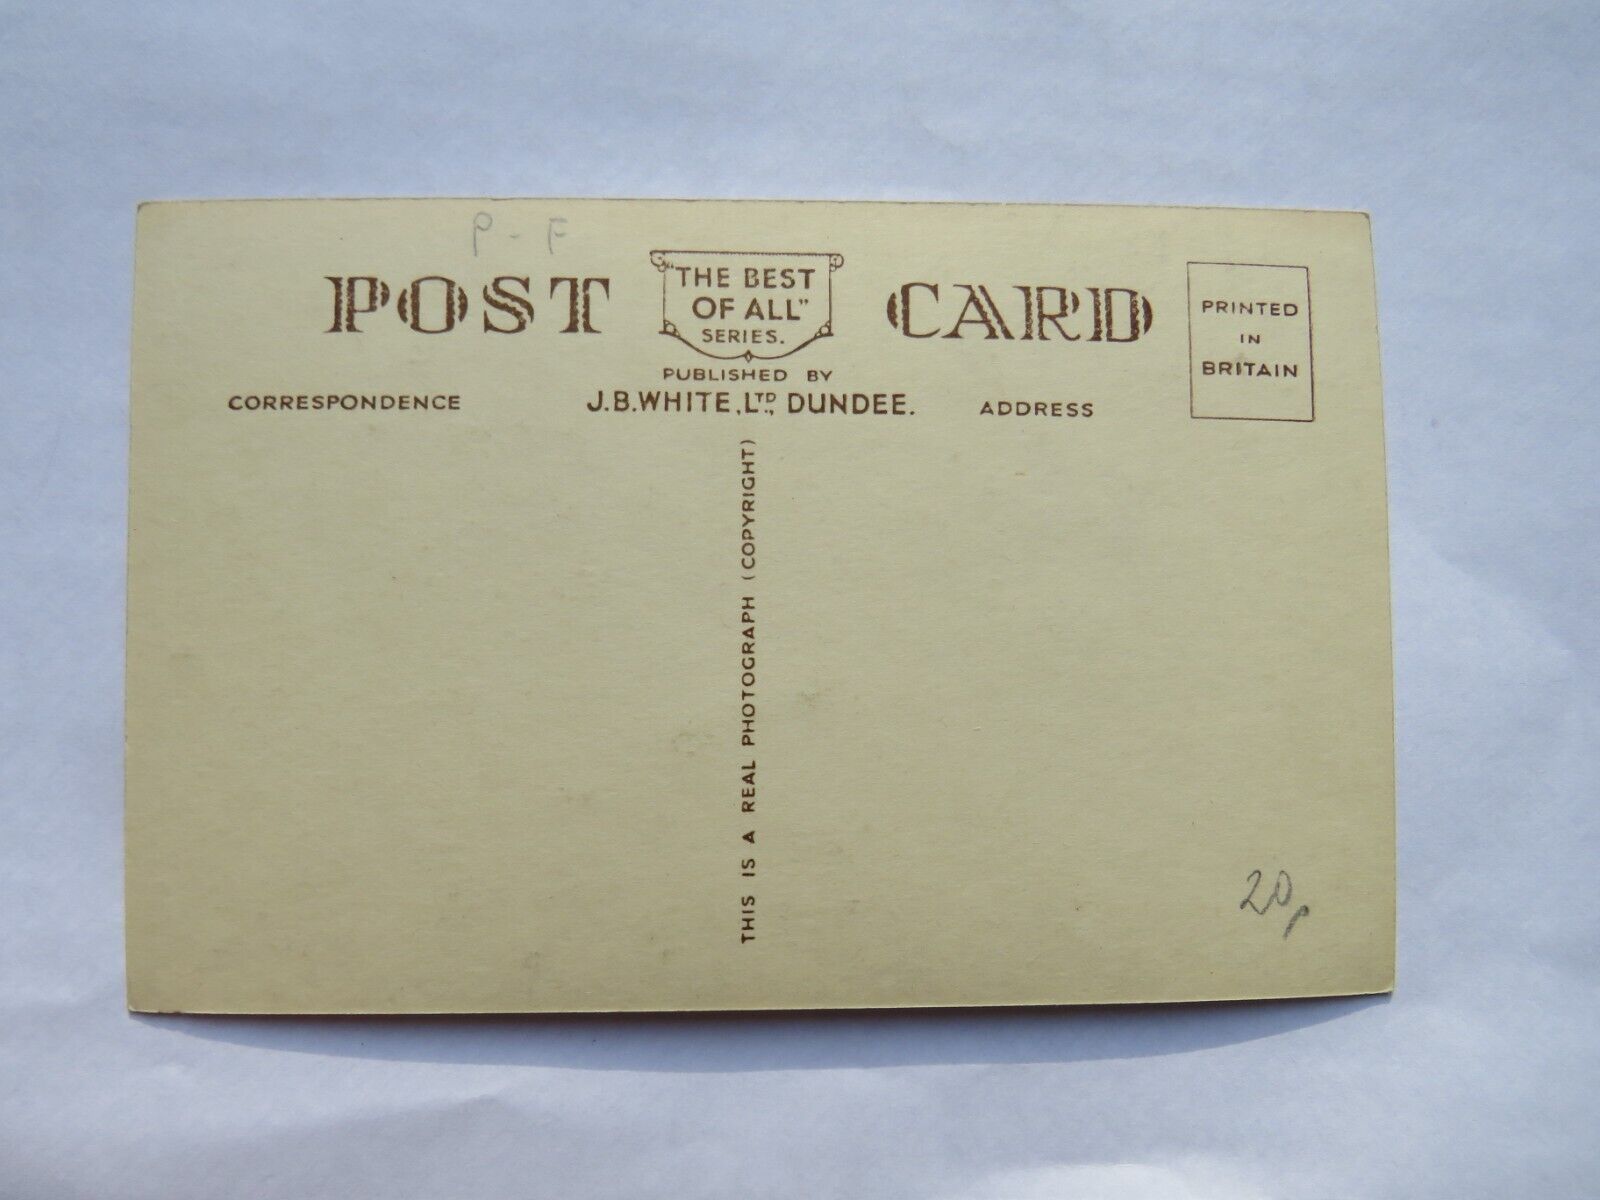 P - F
POST CARD
"THE BEST
OF ALL"
SERIES.
PUBLISHED BY
J.B. WHITE, LTD., DUNDEE.
CORRESPONDENCE
ADDRESS
PRINTED
IN
BRITAIN
THIS IS A REAL PHOTOGRAPH (COPYRIGHT)
20p